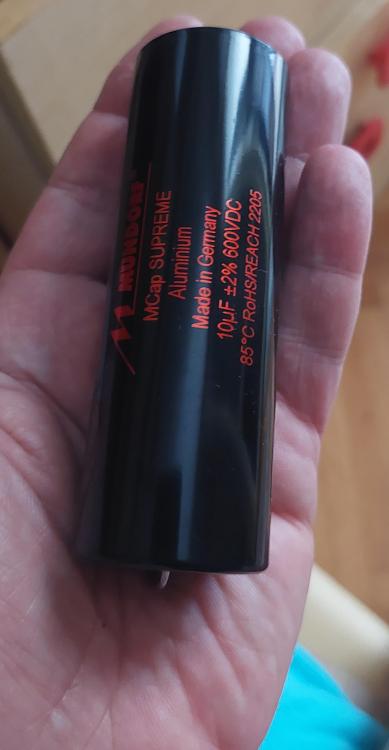 MUNDORF®
MCap SUPREME
Aluminium
Made in Germany
10µF ±2% 600VDC
85°C RoHS/REACH 2205